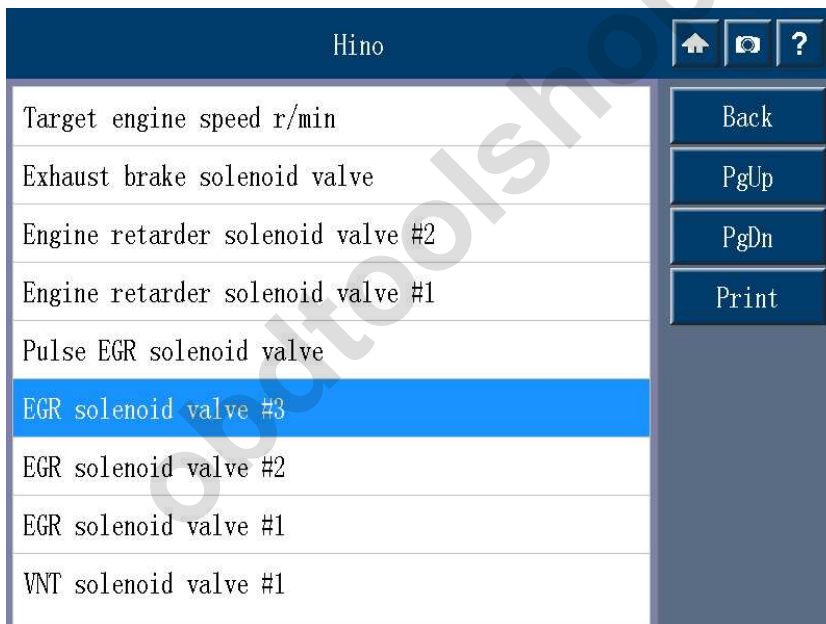 Hino
?
Target engine speed r/min
Back
Exhaust brake solenoid valve
PgUp
Engine retarder solenoid valve #2
PgDn
Engine retarder solenoid valve #1
Print
Pulse EGR solenoid valve
EGR solenoid valve #3
EGR solenoid valve #2
EGR solenoid valve #1
VNT solenoid valve #1
obdtoolsho